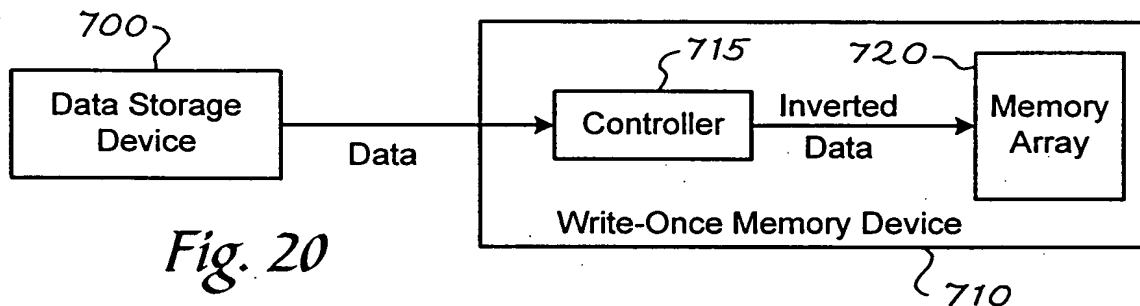 700
Data Storage
Device
Data
715
Controller
Inverted
Data
720
Memory
Array
Write-Once Memory Device
710
Fig. 20